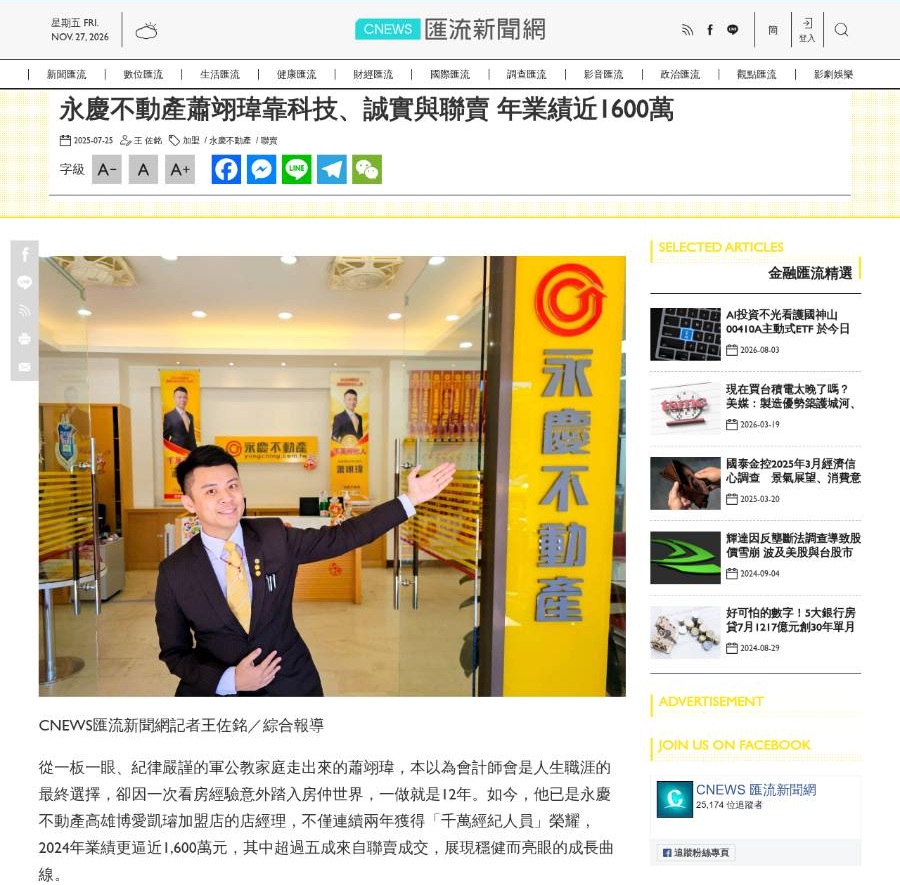 星期五 FRI.
NOV. 27, 2026
CNEWS 匯流新聞網
簡
登入
新聞匯流
數位匯流
生活匯流
健康匯流
財經匯流
國際匯流
調查匯流
影音匯流
政治匯流
觀點匯流
影劇娛樂
永慶不動產蕭翊瑋靠科技、誠實與聯賣 年業績近1600萬
2025-07-25 王 佐銘 加盟 / 永慶不動產 / 聯賣
字級 A- A A+ LINE
永慶不動產
永慶不動產
蕭翊瑋
CNEWS匯流新聞網記者王佐銘／綜合報導
從一板一眼、紀律嚴謹的軍公教家庭走出來的蕭翊瑋，本以為會計師會是人生職涯的
最終選擇，卻因一次看房經驗意外踏入房仲世界，一做就是12年。如今，他已是永慶
不動產高雄博愛凱璿加盟店的店經理，不僅連續兩年獲得「千萬經紀人員」榮耀，
2024年業績更逼近1,600萬元，其中超過五成來自聯賣成交，展現穩健而亮眼的成長曲
線。
SELECTED ARTICLES
金融匯流精選
AI投資不光看護國神山
00410A主動式ETF 於今日
2026-08-03
現在買台積電太晚了嗎？
美媒：製造優勢築護城河、
2026-03-19
國泰金控2025年3月經濟信
心調查　景氣展望、消費意
2025-03-20
輝達因反壟斷法調查導致股
價雪崩 波及美股與台股市
2024-09-04
好可怕的數字！5大銀行房
貸7月1217億元創30年單月
2024-08-29
ADVERTISEMENT
JOIN US ON FACEBOOK
CNEWS 匯流新聞網
25,174 位追蹤者
追蹤粉絲專頁